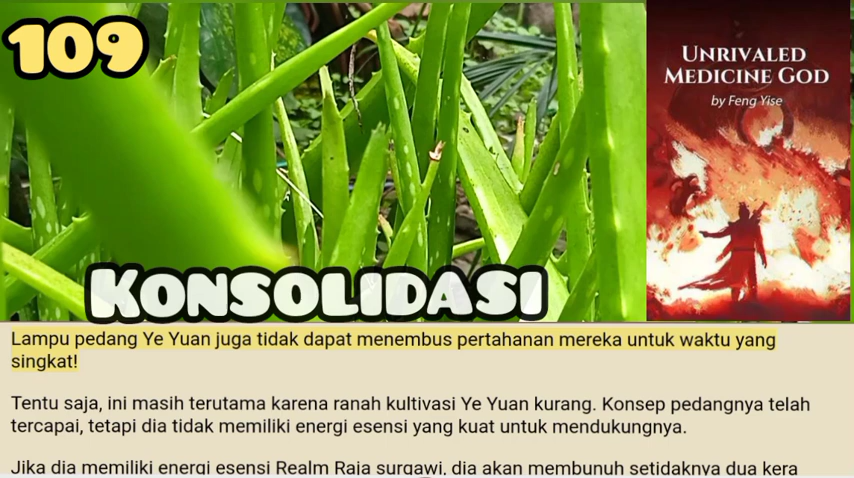 109
UNRIVALED
MEDICINE GOD
by Feng Yise
KONSOLIDASI
Lampu pedang Ye Yuan juga tidak dapat menembus pertahanan mereka untuk waktu yang
singkat!
Tentu saja, ini masih terutama karena ranah kultivasi Ye Yuan kurang. Konsep pedangnya telah
tercapai, tetapi dia tidak memiliki energi esensi yang kuat untuk mendukungnya.
Jika dia memiliki energi esensi Realm Raja surgawi, dia akan membunuh setidaknya dua kera